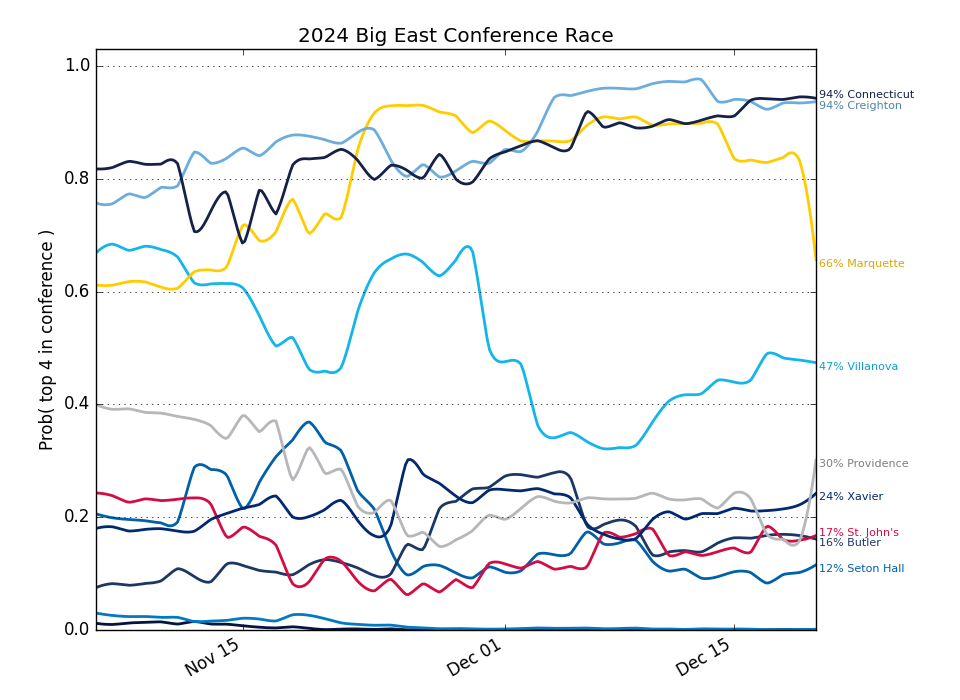 2024 Big East Conference Race
Prob( top 4 in conference )
1.0
0.8
0.6
0.4
0.2
0.0
Nov 15
Dec 01
Dec 15
94% Connecticut
94% Creighton
66% Marquette
47% Villanova
30% Providence
24% Xavier
17% St. John's
16% Butler
12% Seton Hall